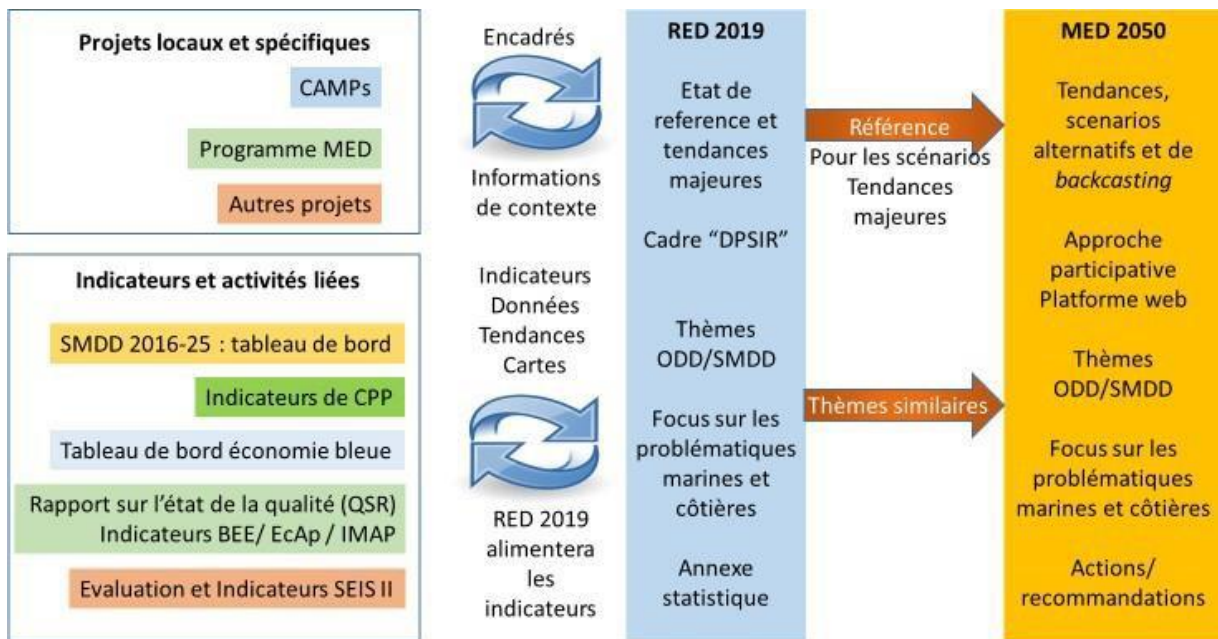 Projets locaux et spécifiques
CAMPs
Programme MED
Autres projets
Indicateurs et activités liées
SMDD 2016-25 : tableau de bord
Indicateurs de CPP
Tableau de bord économie bleue
Rapport sur l'état de la qualité (QSR)
Indicateurs BEE/ EcAp / IMAP
Evaluation et Indicateurs SEIS II
Encadrés
Informations
de contexte
Indicateurs
Données
Tendances
Cartes
RED 2019
alimentera
les
indicateurs
RED 2019
Etat de
reference et
tendances
majeures
Cadre “DPSIR”
Thèmes
ODD/SMDD
Focus sur les
problématiques
marines et
côtières
Annexe
statistique
Référence
Pour les scénarios
Tendances
majeures
Thèmes similaires
MED 2050
Tendances,
scenarios
alternatifs et de
backcasting
Approche
participative
Platforme web
Thèmes
ODD/SMDD
Focus sur les
problématiques
marines et côtières
Actions/
recommandations